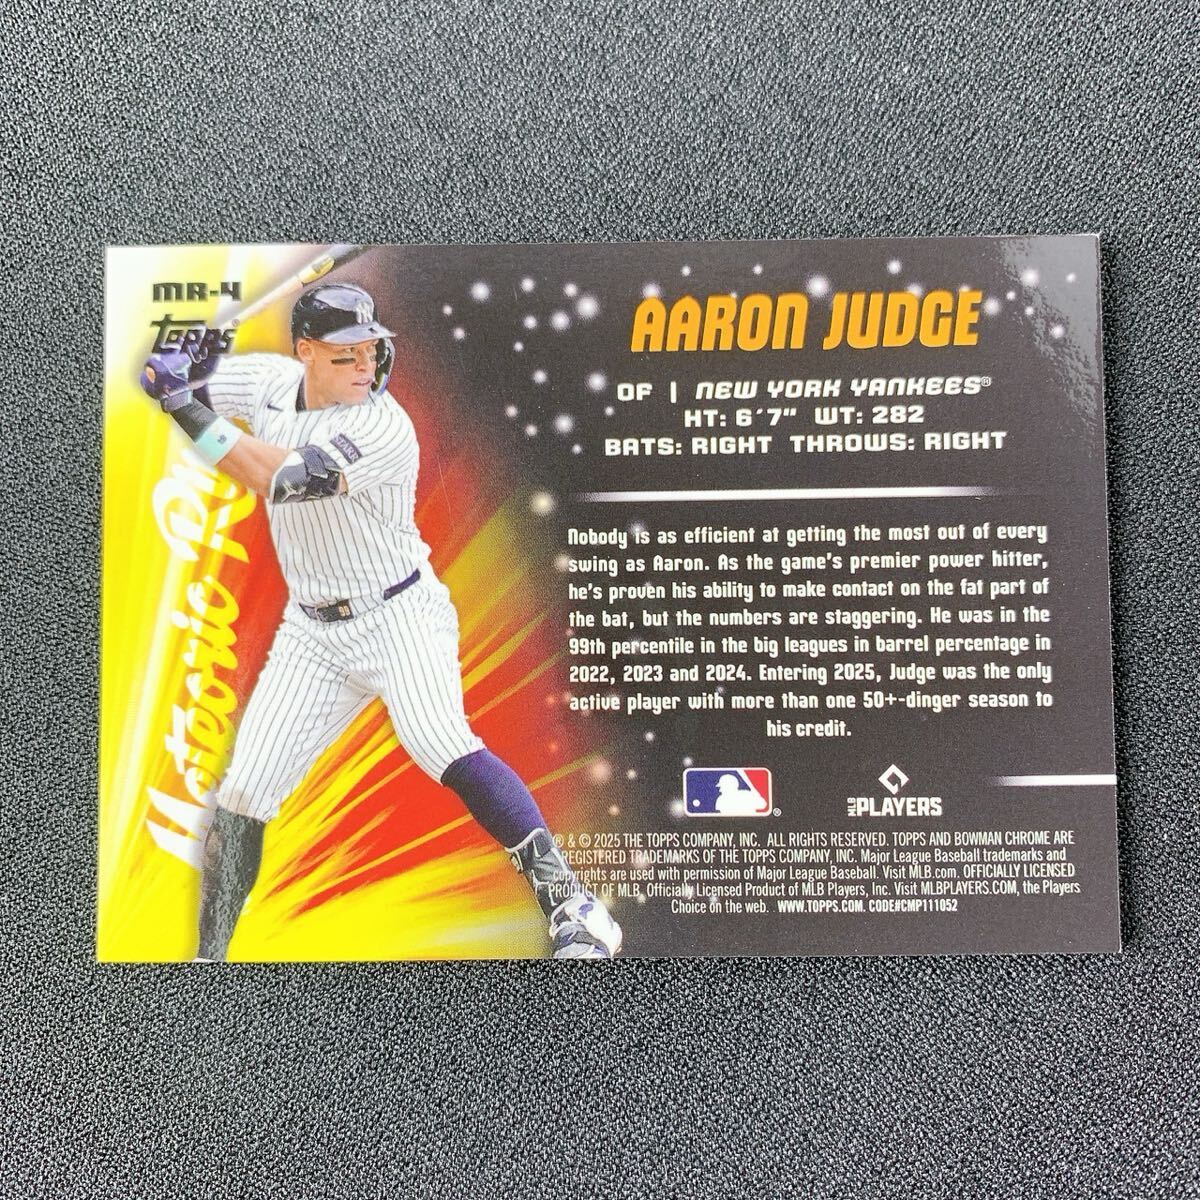 MR-4
Topps®
Meteoric
AARON JUDGE
OF | NEW YORK YANKEES®
HT: 6'7" WT: 282
BATS: RIGHT THROWS: RIGHT
Nobody is as efficient at getting the most out of every
swing as Aaron. As the game's premier power hitter,
he's proven his ability to make contact on the fat part of
the bat, but the numbers are staggering. He was in the
99th percentile in the big leagues in barrel percentage in
2022, 2023 and 2024. Entering 2025, Judge was the only
active player with more than one 50+-dinger season to
his credit.
MLB PLAYERS
® & © 2025 THE TOPPS COMPANY, INC. ALL RIGHTS RESERVED. TOPPS AND BOWMAN CHROME ARE
REGISTERED TRADEMARKS OF THE TOPPS COMPANY, INC. Major League Baseball trademarks and
copyrights are used with permission of Major League Baseball. Visit MLB.com. OFFICIALLY LICENSED
PRODUCT OF MLB. Officially Licensed Product of MLB Players, Inc. Visit MLBPLAYERS.COM, the Players
Choice on the web. WWW.TOPPS.COM. CODE#CMP111052